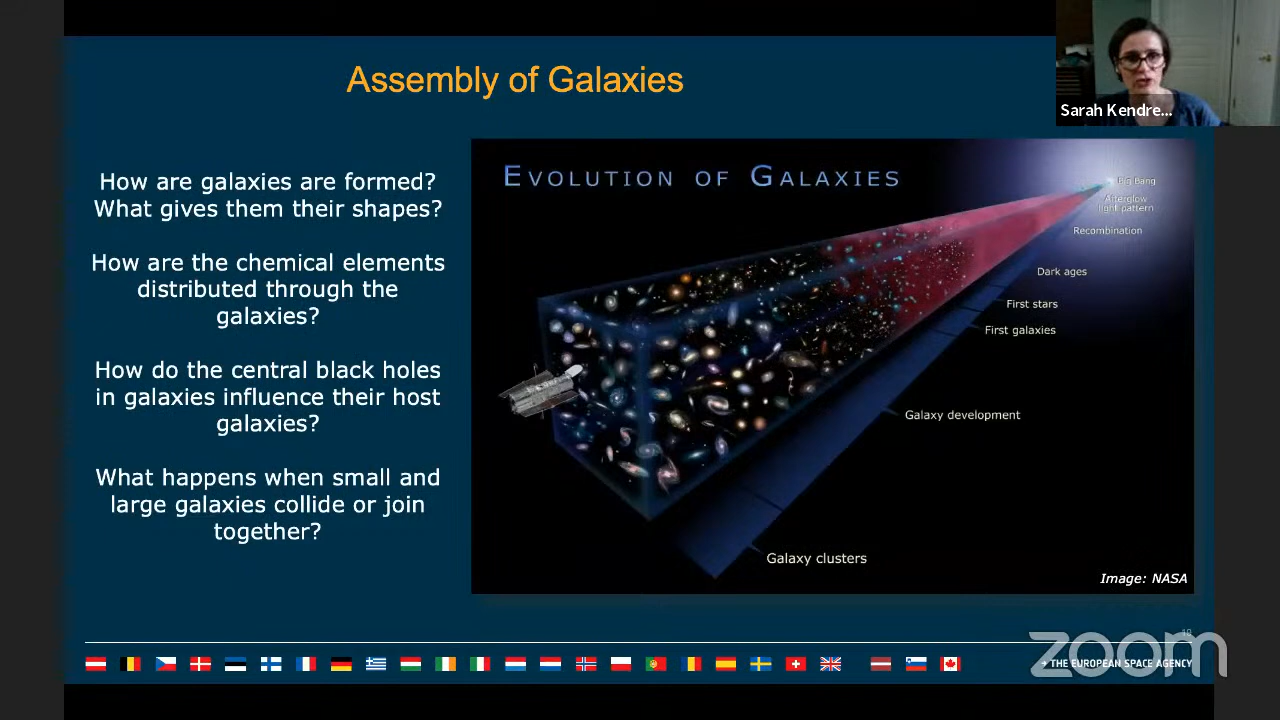 Assembly of Galaxies
Sarah Kendre...
How are galaxies are formed?
What gives them their shapes?
How are the chemical elements
distributed through the
galaxies?
How do the central black holes
in galaxies influence their host
galaxies?
What happens when small and
large galaxies collide or join
together?
EVOLUTION OF GALAXIES
Big Bang
Afterglow
light pattern
Recombination
Dark ages
First stars
First galaxies
Galaxy development
Galaxy clusters
Image: NASA
→ THE EUROPEAN SPACE AGENCY
zoom